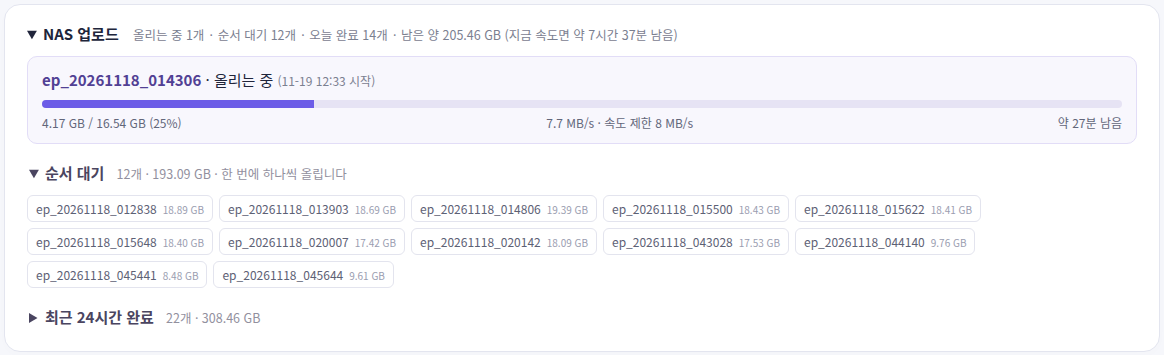 ▼ NAS 업로드 올리는 중 1개 · 순서 대기 12개 · 오늘 완료 14개 · 남은 양 205.46 GB (지금 속도면 약 7시간 37분 남음)
ep_20261118_014306 · 올리는 중 (11-19 12:33 시작)
4.17 GB / 16.54 GB (25%) 7.7 MB/s · 속도 제한 8 MB/s 약 27분 남음
▼ 순서 대기 12개 · 193.09 GB · 한 번에 하나씩 올립니다
ep_20261118_012838 18.89 GB ep_20261118_013903 18.69 GB ep_20261118_014806 19.39 GB ep_20261118_015500 18.43 GB ep_20261118_015622 18.41 GB
ep_20261118_015648 18.40 GB ep_20261118_020007 17.42 GB ep_20261118_020142 18.09 GB ep_20261118_043028 17.53 GB ep_20261118_044140 9.76 GB
ep_20261118_045441 8.48 GB ep_20261118_045644 9.61 GB
▶ 최근 24시간 완료 22개 · 308.46 GB